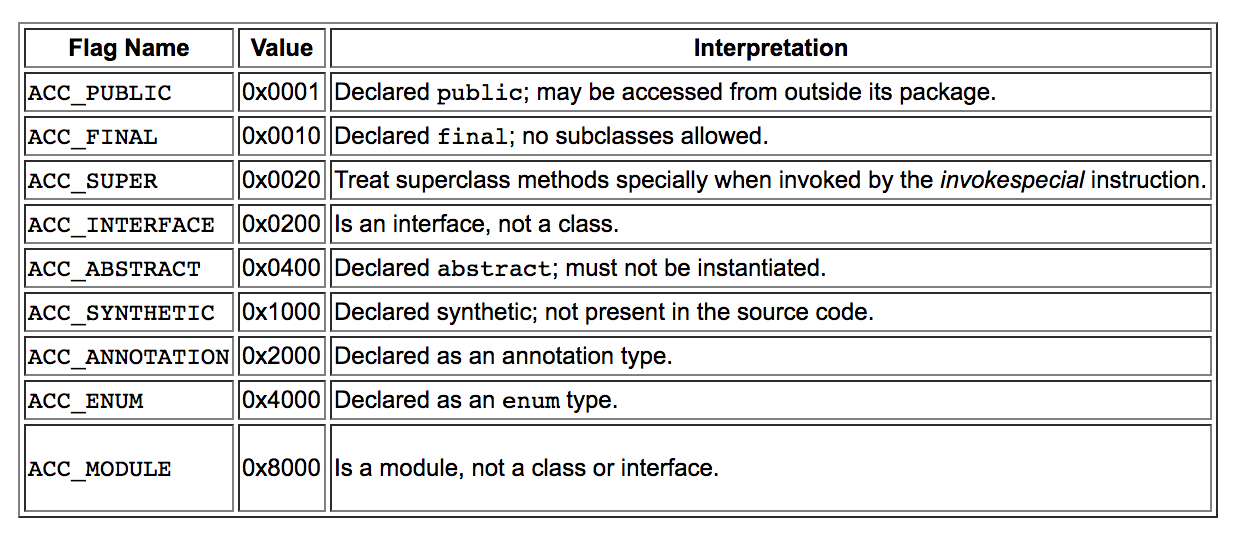 Flag Name Value Interpretation
ACC_PUBLIC 0x0001 Declared public; may be accessed from outside its package.
ACC_FINAL 0x0010 Declared final; no subclasses allowed.
ACC_SUPER 0x0020 Treat superclass methods specially when invoked by the invokespecial instruction.
ACC_INTERFACE 0x0200 Is an interface, not a class.
ACC_ABSTRACT 0x0400 Declared abstract; must not be instantiated.
ACC_SYNTHETIC 0x1000 Declared synthetic; not present in the source code.
ACC_ANNOTATION 0x2000 Declared as an annotation type.
ACC_ENUM 0x4000 Declared as an enum type.
ACC_MODULE 0x8000 Is a module, not a class or interface.